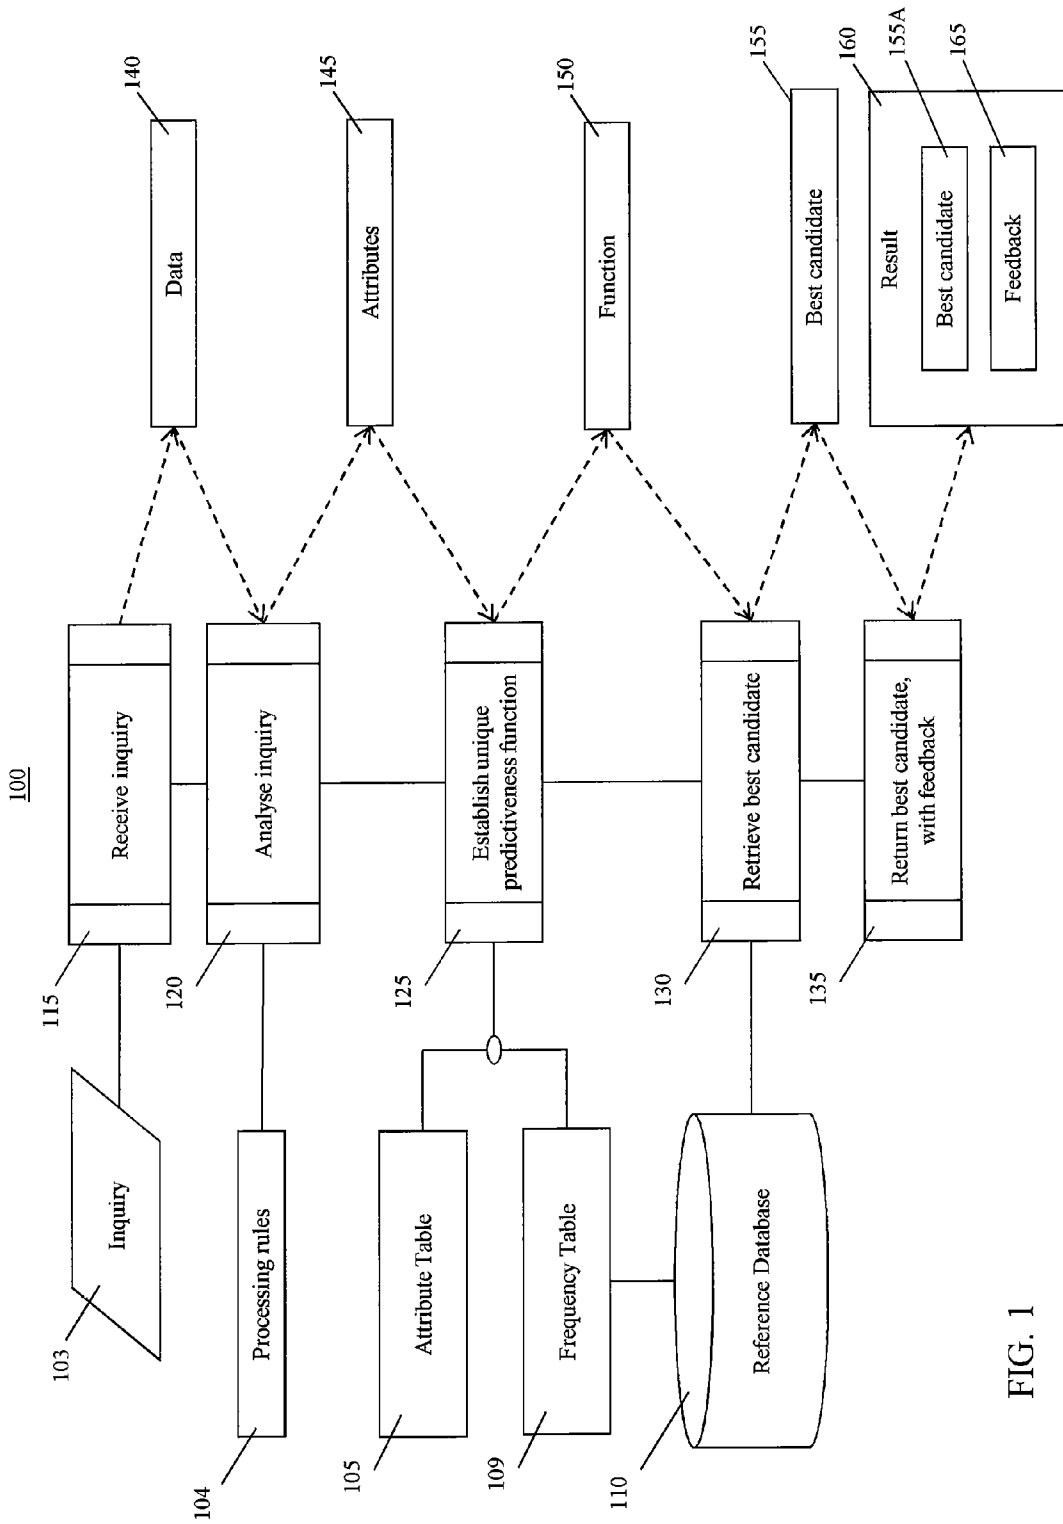 100
103
Inquiry
115
Receive inquiry
Data
140
104
Processing rules
120
Analyse inquiry
Attributes
145
105
Attribute Table
109
Frequency Table
125
Establish unique
predictiveness function
Function
150
110
Reference Database
130
Retrieve best candidate
Best candidate
155
135
Return best candidate,
with feedback
Result
160
Best candidate
155A
Feedback
165
FIG. 1